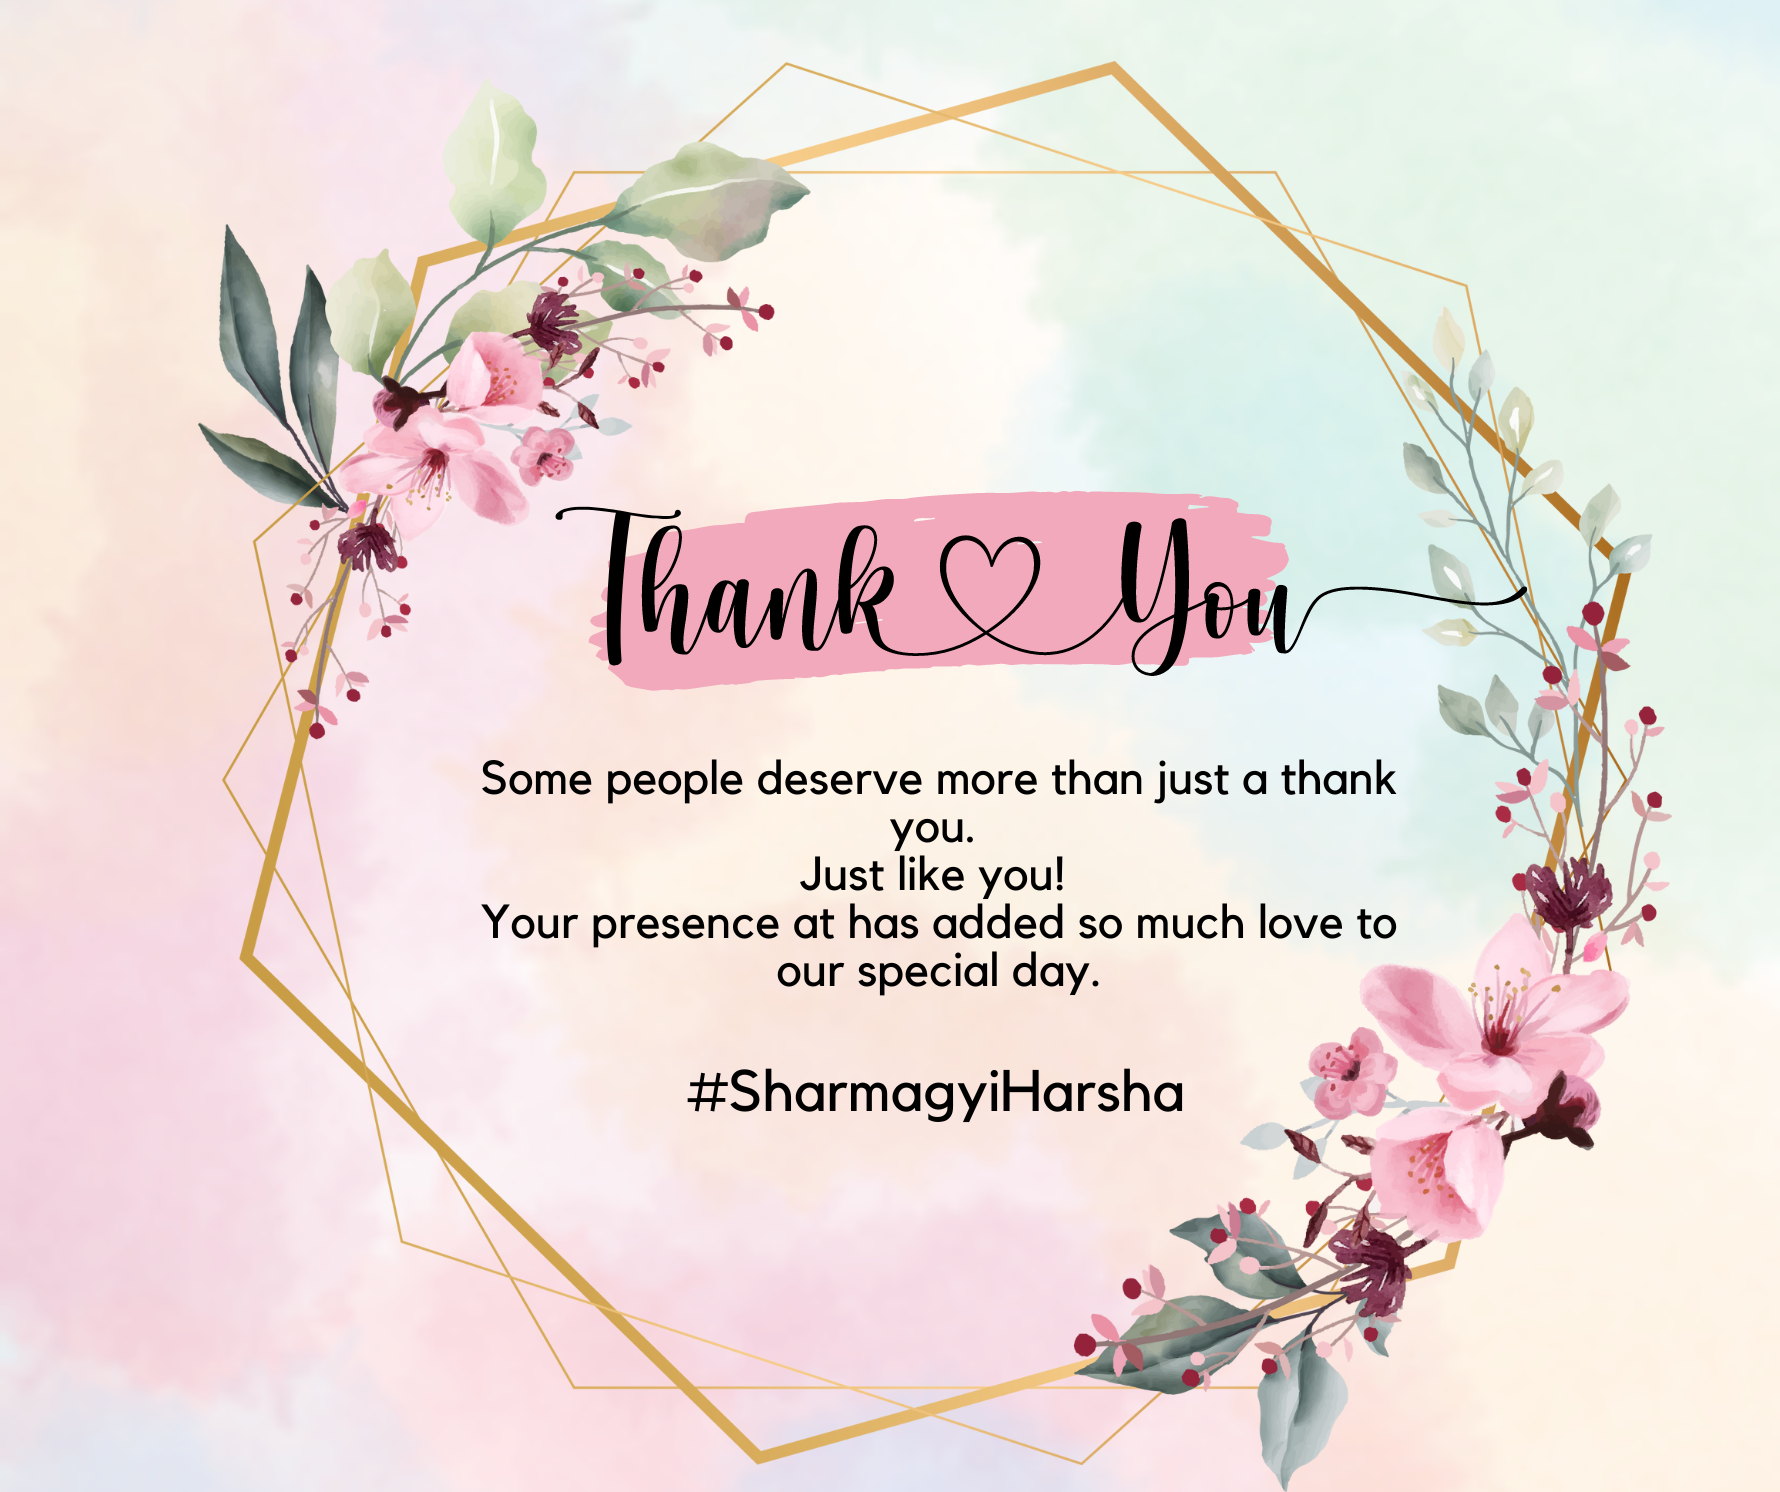 Thank You
Some people deserve more than just a thank
you.
Just like you!
Your presence at has added so much love to
our special day.
#SharmagyiHarsha